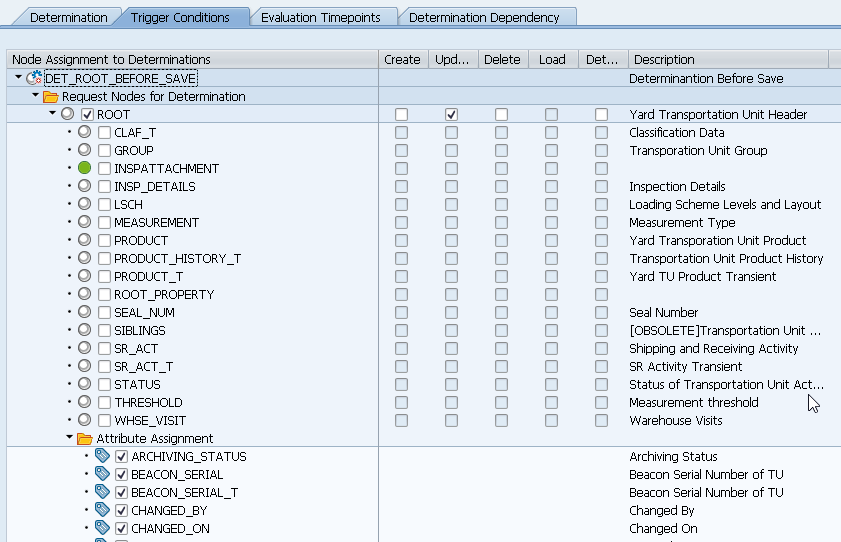 Determination Trigger Conditions Evaluation Timepoints Determination Dependency
Node Assignment to Determinations Create Upd... Delete Load Det... Description
DET_ROOT_BEFORE_SAVE Determinantion Before Save
Request Nodes for Determination
ROOT Yard Transportation Unit Header
CLAF_T Classification Data
GROUP Transporation Unit Group
INSPATTACHMENT
INSP_DETAILS Inspection Details
LSCH Loading Scheme Levels and Layout
MEASUREMENT Measurement Type
PRODUCT Yard Transporation Unit Product
PRODUCT_HISTORY_T Transportation Unit Product History
PRODUCT_T Yard TU Product Transient
ROOT_PROPERTY
SEAL_NUM Seal Number
SIBLINGS [OBSOLETE]Transportation Unit ...
SR_ACT Shipping and Receiving Activity
SR_ACT_T SR Activity Transient
STATUS Status of Transportation Unit Act...
THRESHOLD Measurement threshold
WHSE_VISIT Warehouse Visits
Attribute Assignment
ARCHIVING_STATUS Archiving Status
BEACON_SERIAL Beacon Serial Number of TU
BEACON_SERIAL_T Beacon Serial Number of TU
CHANGED_BY Changed By
CHANGED_ON Changed On